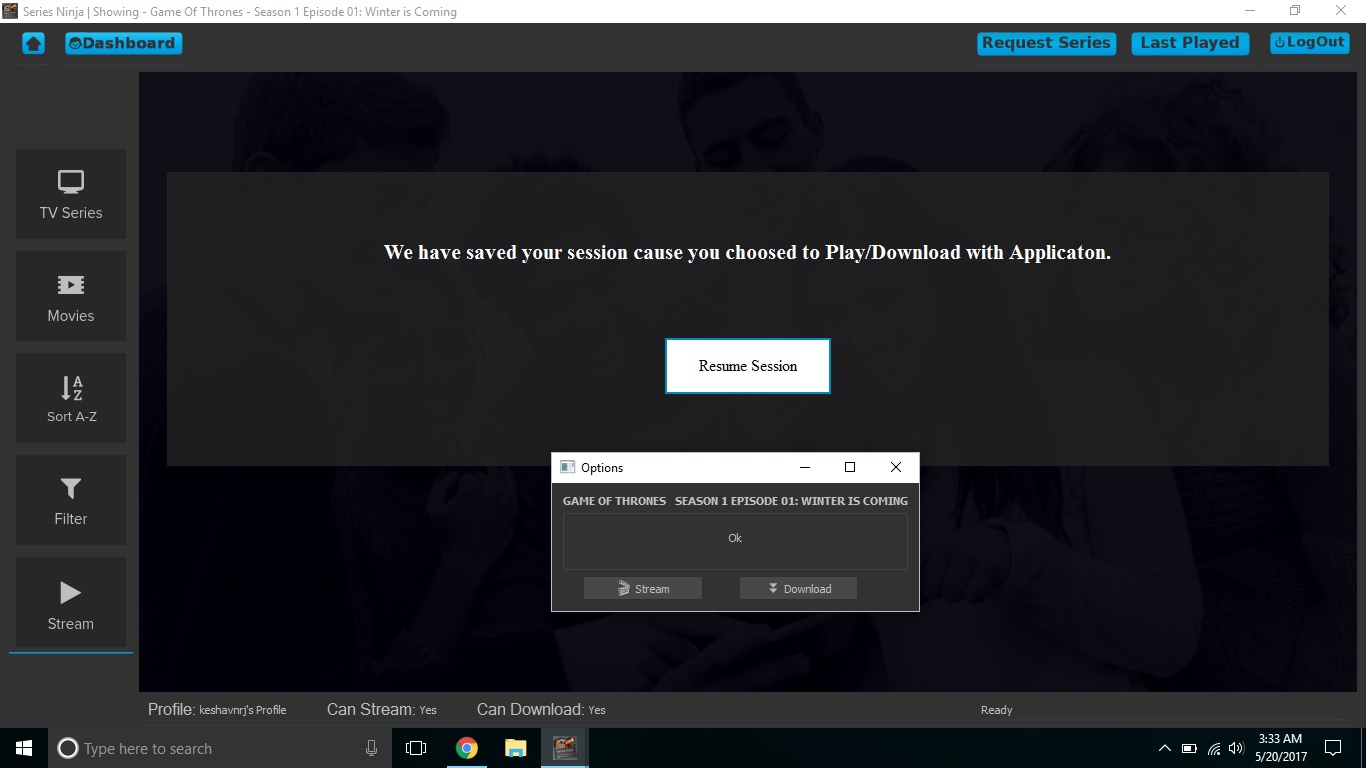 Series Ninja | Showing - Game Of Thrones - Season 1 Episode 01: Winter is Coming
Dashboard
Request Series
Last Played
LogOut
TV Series
Movies
A
Z
Sort A-Z
Filter
Stream
We have saved your session cause you choosed to Play/Download with Applicaton.
Resume Session
Options
GAME OF THRONES SEASON 1 EPISODE 01: WINTER IS COMING
Ok
Stream
Download
Profile: keshavnrj's Profile
Can Stream: Yes
Can Download: Yes
Ready
Type here to search
3:33 AM
5/20/2017